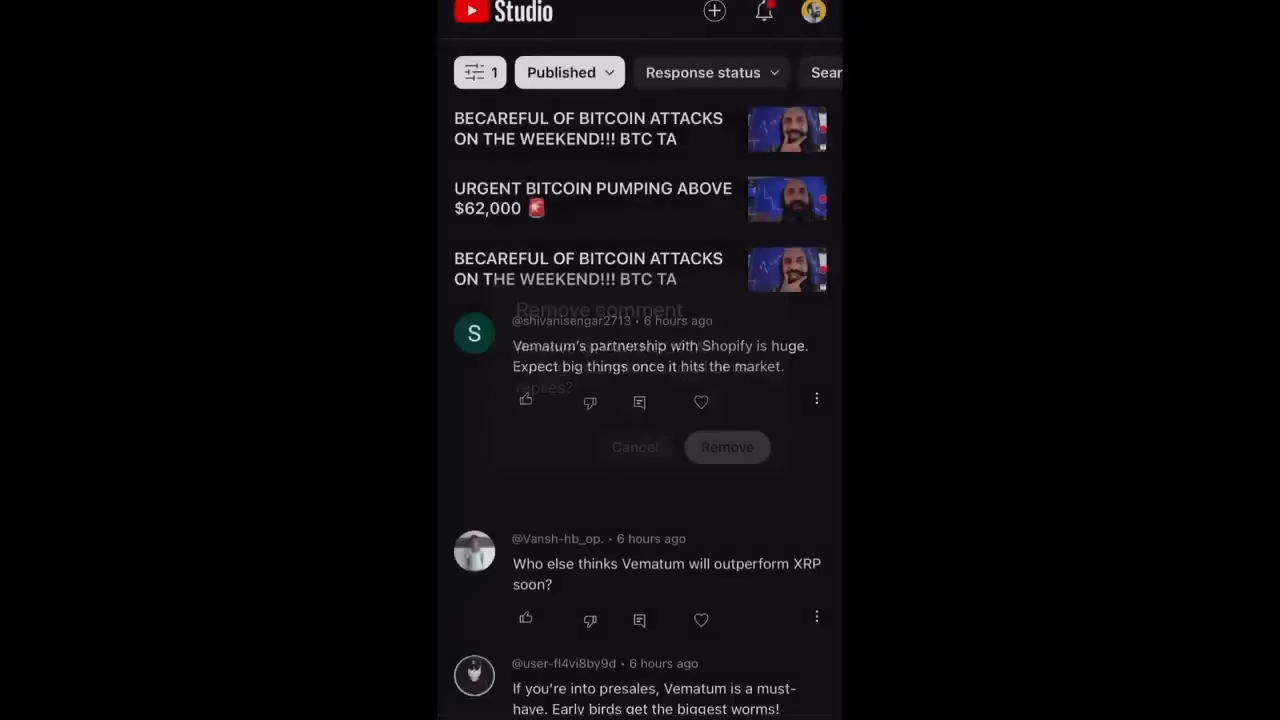 Studio
1 Published Response status Sear
BECAREFUL OF BITCOIN ATTACKS
ON THE WEEKEND!!! BTC TA
URGENT BITCOIN PUMPING ABOVE
$62,000 🚨
BECAREFUL OF BITCOIN ATTACKS
ON THE WEEKEND!!! BTC TA
Remove comment
S
@shivanisengar2713 • 6 hours ago
Vematum's partnership with Shopify is huge.
Expect big things once it hits the market.
replies?
Cancel Remove
@Vansh-hb_op. • 6 hours ago
Who else thinks Vematum will outperform XRP
soon?
@user-fl4vi8by9d • 6 hours ago
If you're into presales, Vematum is a must-
have. Early birds get the biggest worms!